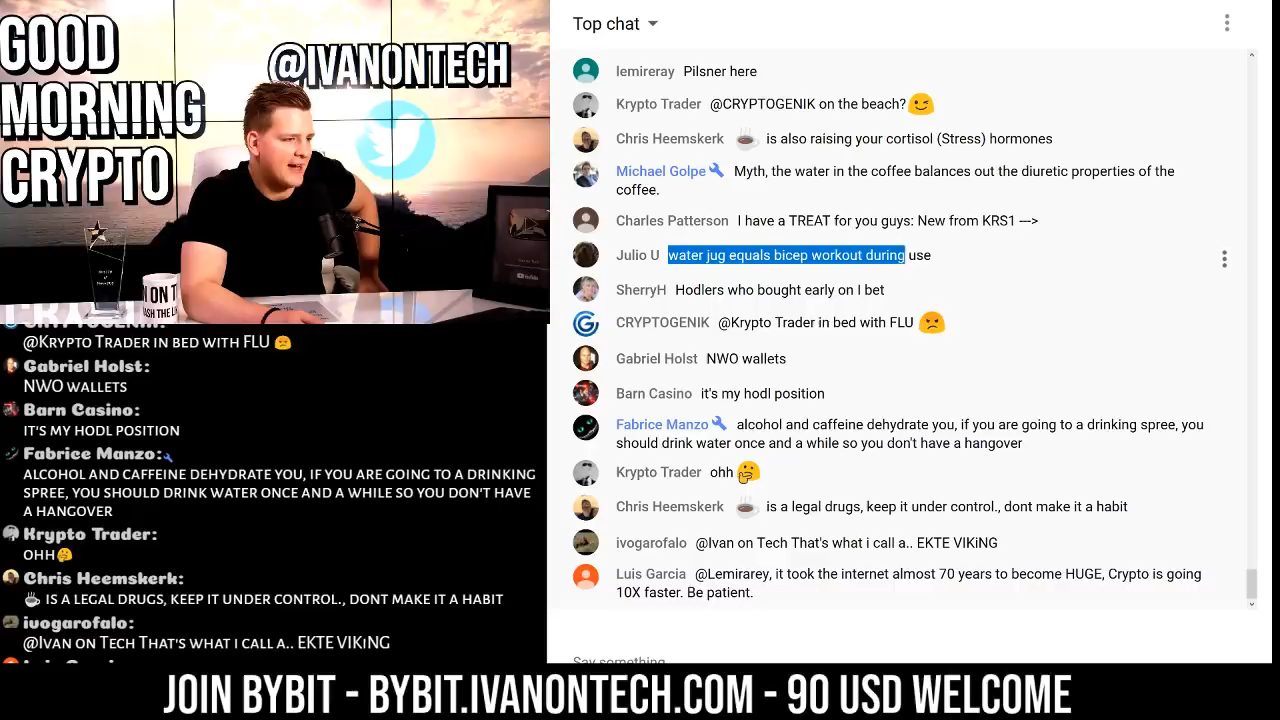 GOOD
MORNING
CRYPTO
@IVANONTECH
ON T
ASH THE LI
YouTube
CRYPTOGENIK:
@KRYPTO TRADER IN BED WITH FLU 😠
Gabriel Holst:
NWO WALLETS
Barn Casino:
IT'S MY HODL POSITION
Fabrice Manzo:
ALCOHOL AND CAFFEINE DEHYDRATE YOU, IF YOU ARE GOING TO A DRINKING
SPREE, YOU SHOULD DRINK WATER ONCE AND A WHILE SO YOU DON'T HAVE
A HANGOVER
Krypto Trader:
OHH🤔
Chris Heemskerk:
☕ IS A LEGAL DRUGS, KEEP IT UNDER CONTROL., DONT MAKE IT A HABIT
ivogarofalo:
@IVAN ON TECH THAT'S WHAT I CALL A.. EKTE VIKiNG
Top chat
lemireray Pilsner here
Krypto Trader @CRYPTOGENIK on the beach?😉
Chris Heemskerk ☕ is also raising your cortisol (Stress) hormones
Michael Golpe Myth, the water in the coffee balances out the diuretic properties of the
coffee.
Charles Patterson I have a TREAT for you guys: New from KRS1 --->
Julio U water jug equals bicep workout during use
SherryH Hodlers who bought early on I bet
CRYPTOGENIK @Krypto Trader in bed with FLU 😠
Gabriel Holst NWO wallets
Barn Casino it's my hodl position
Fabrice Manzo alcohol and caffeine dehydrate you, if you are going to a drinking spree, you
should drink water once and a while so you don't have a hangover
Krypto Trader ohh🤔
Chris Heemskerk ☕ is a legal drugs, keep it under control., dont make it a habit
ivogarofalo @Ivan on Tech That's what i call a.. EKTE VIKiNG
Luis Garcia @Lemirarey, it took the internet almost 70 years to become HUGE, Crypto is going
10X faster. Be patient.
Say something
JOIN BYBIT - BYBIT.IVANONTECH.COM - 90 USD WELCOME